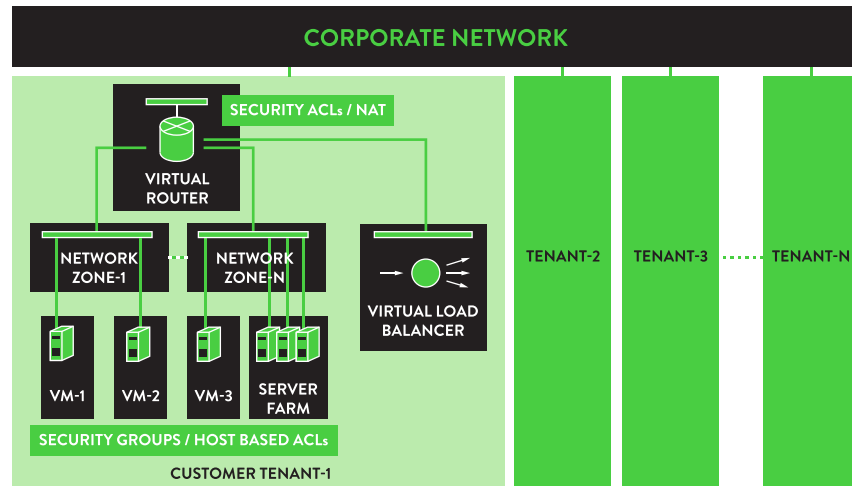 CORPORATE NETWORK
SECURITY ACLs / NAT
VIRTUAL
ROUTER
NETWORK
ZONE-1
NETWORK
ZONE-N
VIRTUAL LOAD
BALANCER
TENANT-2
TENANT-3
TENANT-N
VM-1
VM-2
VM-3
SERVER
FARM
SECURITY GROUPS / HOST BASED ACLs
CUSTOMER TENANT-1